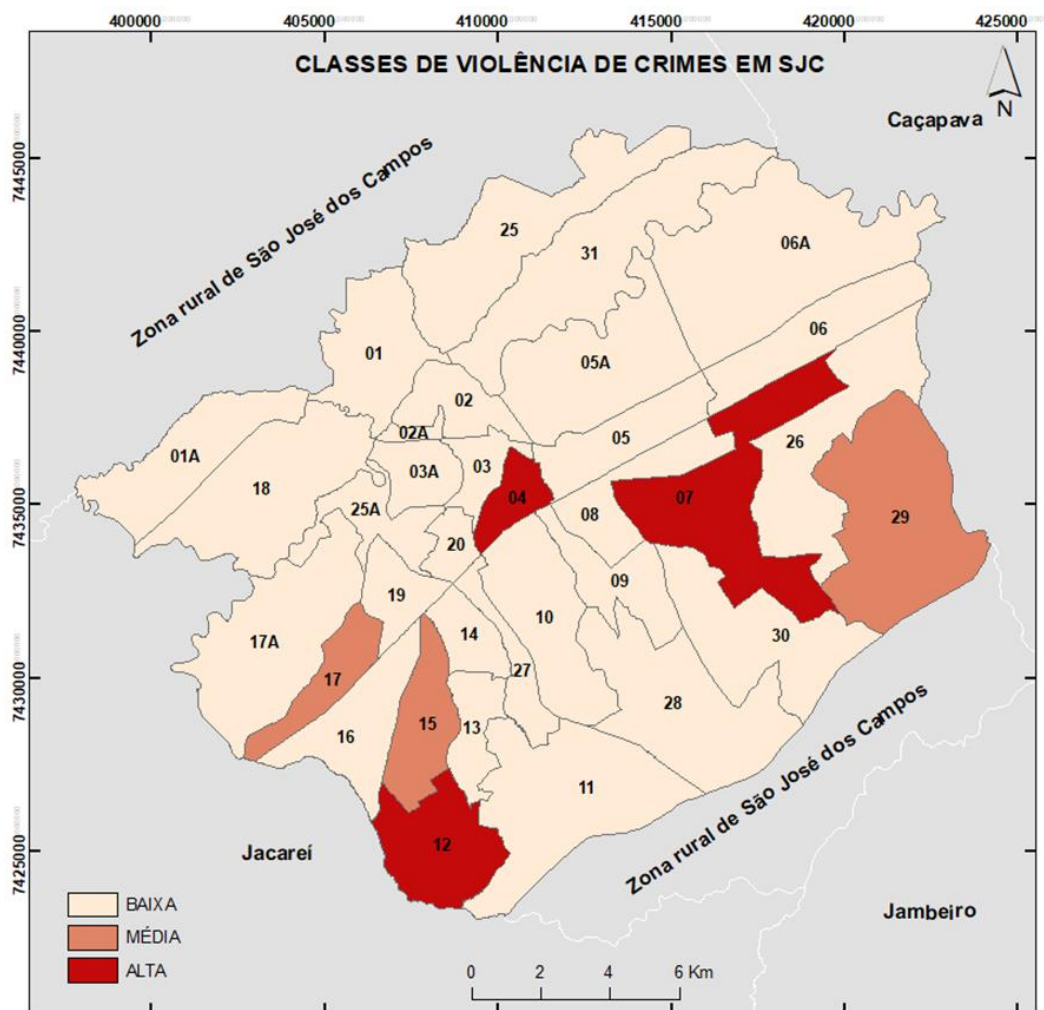 400000 405000 410000 415000 420000 425000
CLASSES DE VIOLÊNCIA DE CRIMES EM SJC
N
Caçapava
7445000
Zona rural de São José dos Campos
25
06A
31
7440000
06
01
05A
02
02A
05
26
01A
03A
03
18
04
07
7435000
25A
08
29
20
09
19
10
14
30
17A
27
7430000
17
28
15
13
16
11
Zona rural de São José dos Campos
12
7425000
Jacareí
Jambeiro
BAIXA
MÉDIA
ALTA
0 2 4 6 Km